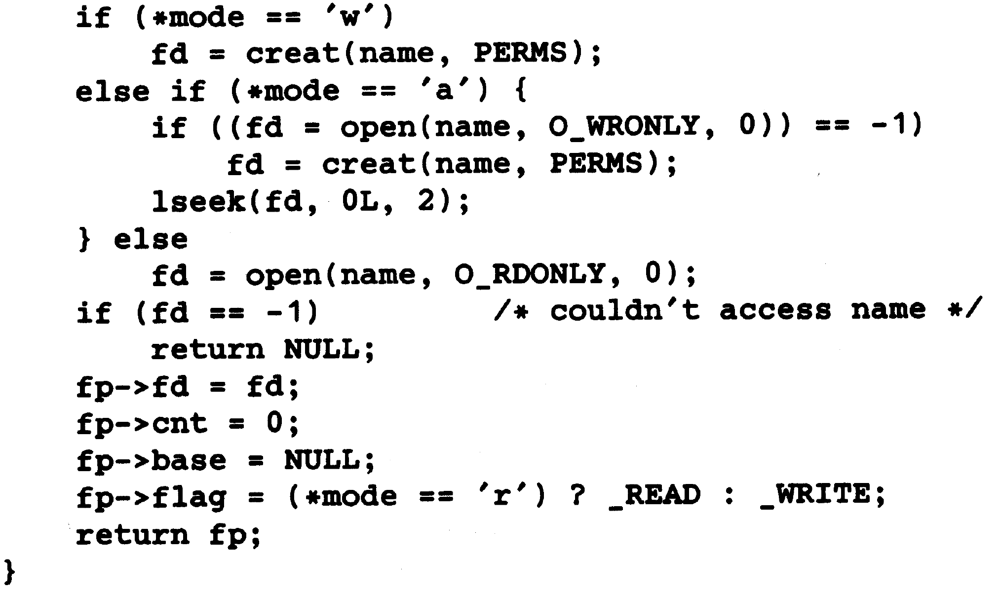 if (*mode == 'w')
    fd = creat(name, PERMS);
else if (*mode == 'a') {
    if ((fd = open(name, O_WRONLY, 0)) == -1)
        fd = creat(name, PERMS);
    lseek(fd, 0L, 2);
} else
    fd = open(name, O_RDONLY, 0);
if (fd == -1)         /* couldn't access name */
    return NULL;
fp->fd = fd;
fp->cnt = 0;
fp->base = NULL;
fp->flag = (*mode == 'r') ? _READ : _WRITE;
return fp;
}